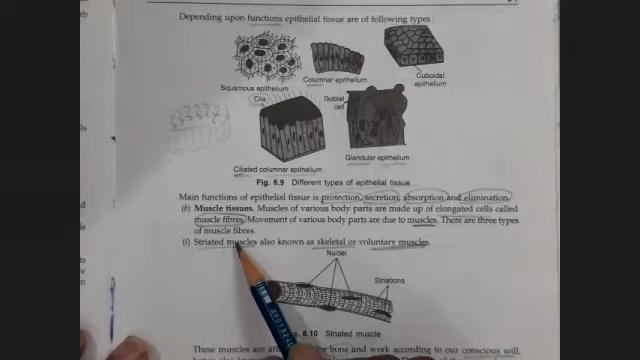 Depending upon functions epithelial tissue are of following types :
Squamous epithelium
Columnar epithelium
Cuboidal
epithelium
Cilia
Goblet
cell
Ciliated columnar epithelium
Glandular epithelium
Fig. 6.9 Different types of epithelial tissue
Main functions of epithelial tissue is protection, secretion, absorption and elimination.
(b) Muscle tissues. Muscles of various body parts are made up of elongated cells called
muscle fibres. Movement of various body parts are due to muscles. There are three types
of muscle fibres.
(i) Striated muscles also known as skeletal or voluntary muscles.
Nuclei
Striations
6.10 Striated muscle
These muscles are the bone and work according to our conscious will,